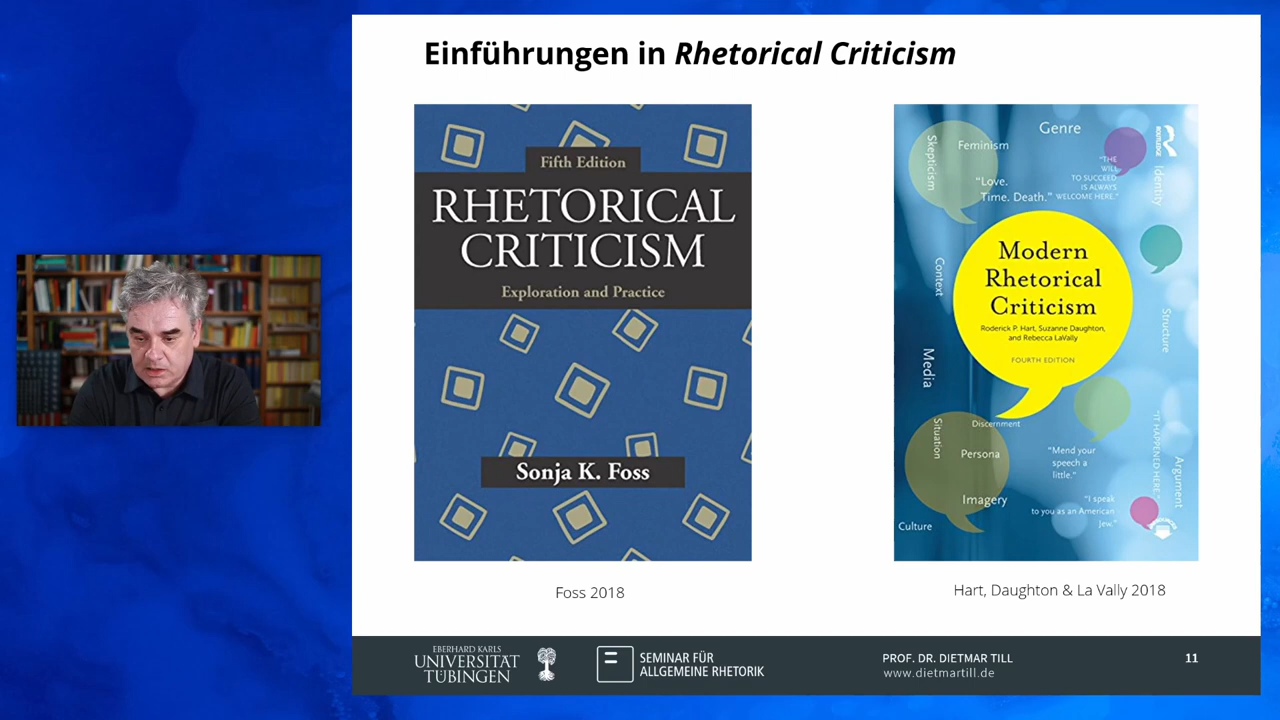 Einführungen in Rhetorical Criticism
Fifth Edition
RHETORICAL
CRITICISM
Exploration and Practice
Sonja K. Foss
Foss 2018
Genre
Skepticism
Feminism
"THE
WILL
TO SUCCEED
IS ALWAYS
WELCOME HERE."
ROUTLEDGE
Identity
"Love.
Time. Death."
Modern
Rhetorical
Criticism
Roderick P. Hart, Suzanne Daughton,
and Rebecca LaVally
FOURTH EDITION
Context
Structure
Media
Discernment
Situation
Persona
"Mend your
speech a
little."
"IT HAPPENED HERE."
Argument
Imagery
"I speak
to you as an American
Jew."
Culture
Hart, Daughton & La Vally 2018
EBERHARD KARLS
UNIVERSITÄT
TÜBINGEN
SEMINAR FÜR
ALLGEMEINE RHETORIK
PROF. DR. DIETMAR TILL
www.dietmartill.de
11